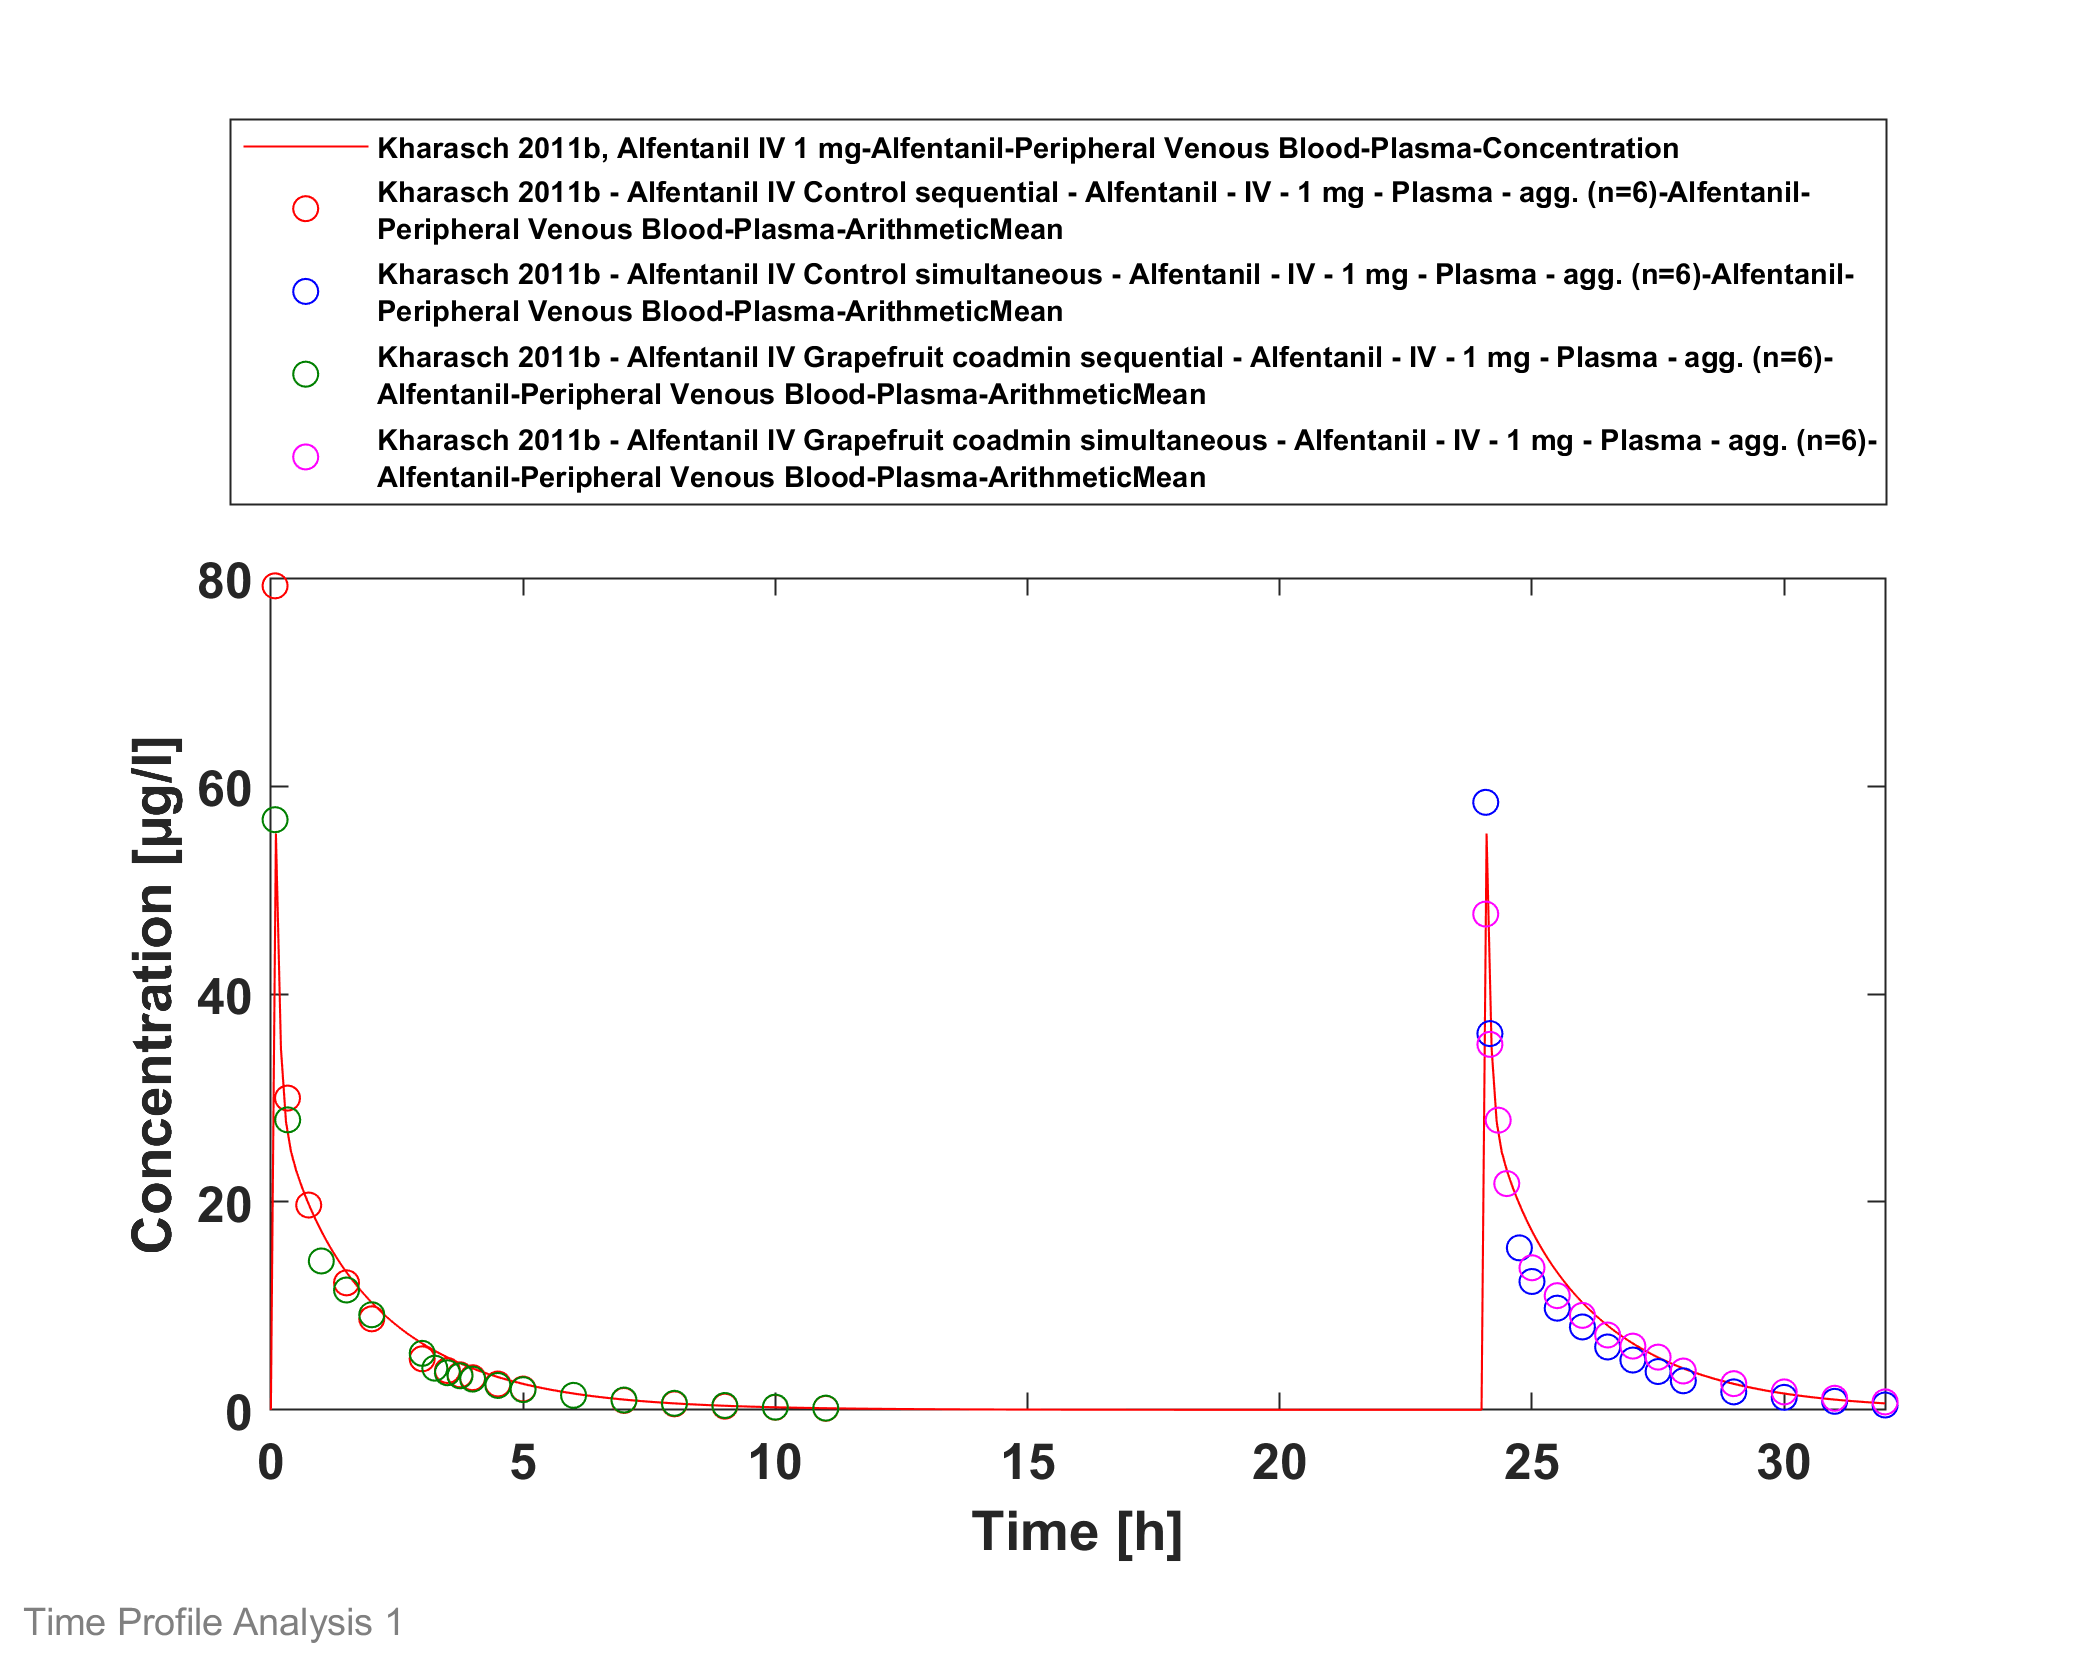 Kharasch 2011b, Alfentanil IV 1 mg-Alfentanil-Peripheral Venous Blood-Plasma-Concentration
Kharasch 2011b - Alfentanil IV Control sequential - Alfentanil - IV - 1 mg - Plasma - agg. (n=6)-Alfentanil-
Peripheral Venous Blood-Plasma-ArithmeticMean
Kharasch 2011b - Alfentanil IV Control simultaneous - Alfentanil - IV - 1 mg - Plasma - agg. (n=6)-Alfentanil-
Peripheral Venous Blood-Plasma-ArithmeticMean
Kharasch 2011b - Alfentanil IV Grapefruit coadmin sequential - Alfentanil - IV - 1 mg - Plasma - agg. (n=6)-
Alfentanil-Peripheral Venous Blood-Plasma-ArithmeticMean
Kharasch 2011b - Alfentanil IV Grapefruit coadmin simultaneous - Alfentanil - IV - 1 mg - Plasma - agg. (n=6)-
Alfentanil-Peripheral Venous Blood-Plasma-ArithmeticMean
80
60
40
20
0
Concentration [µg/l]
0 5 10 15 20 25 30
Time [h]
Time Profile Analysis 1